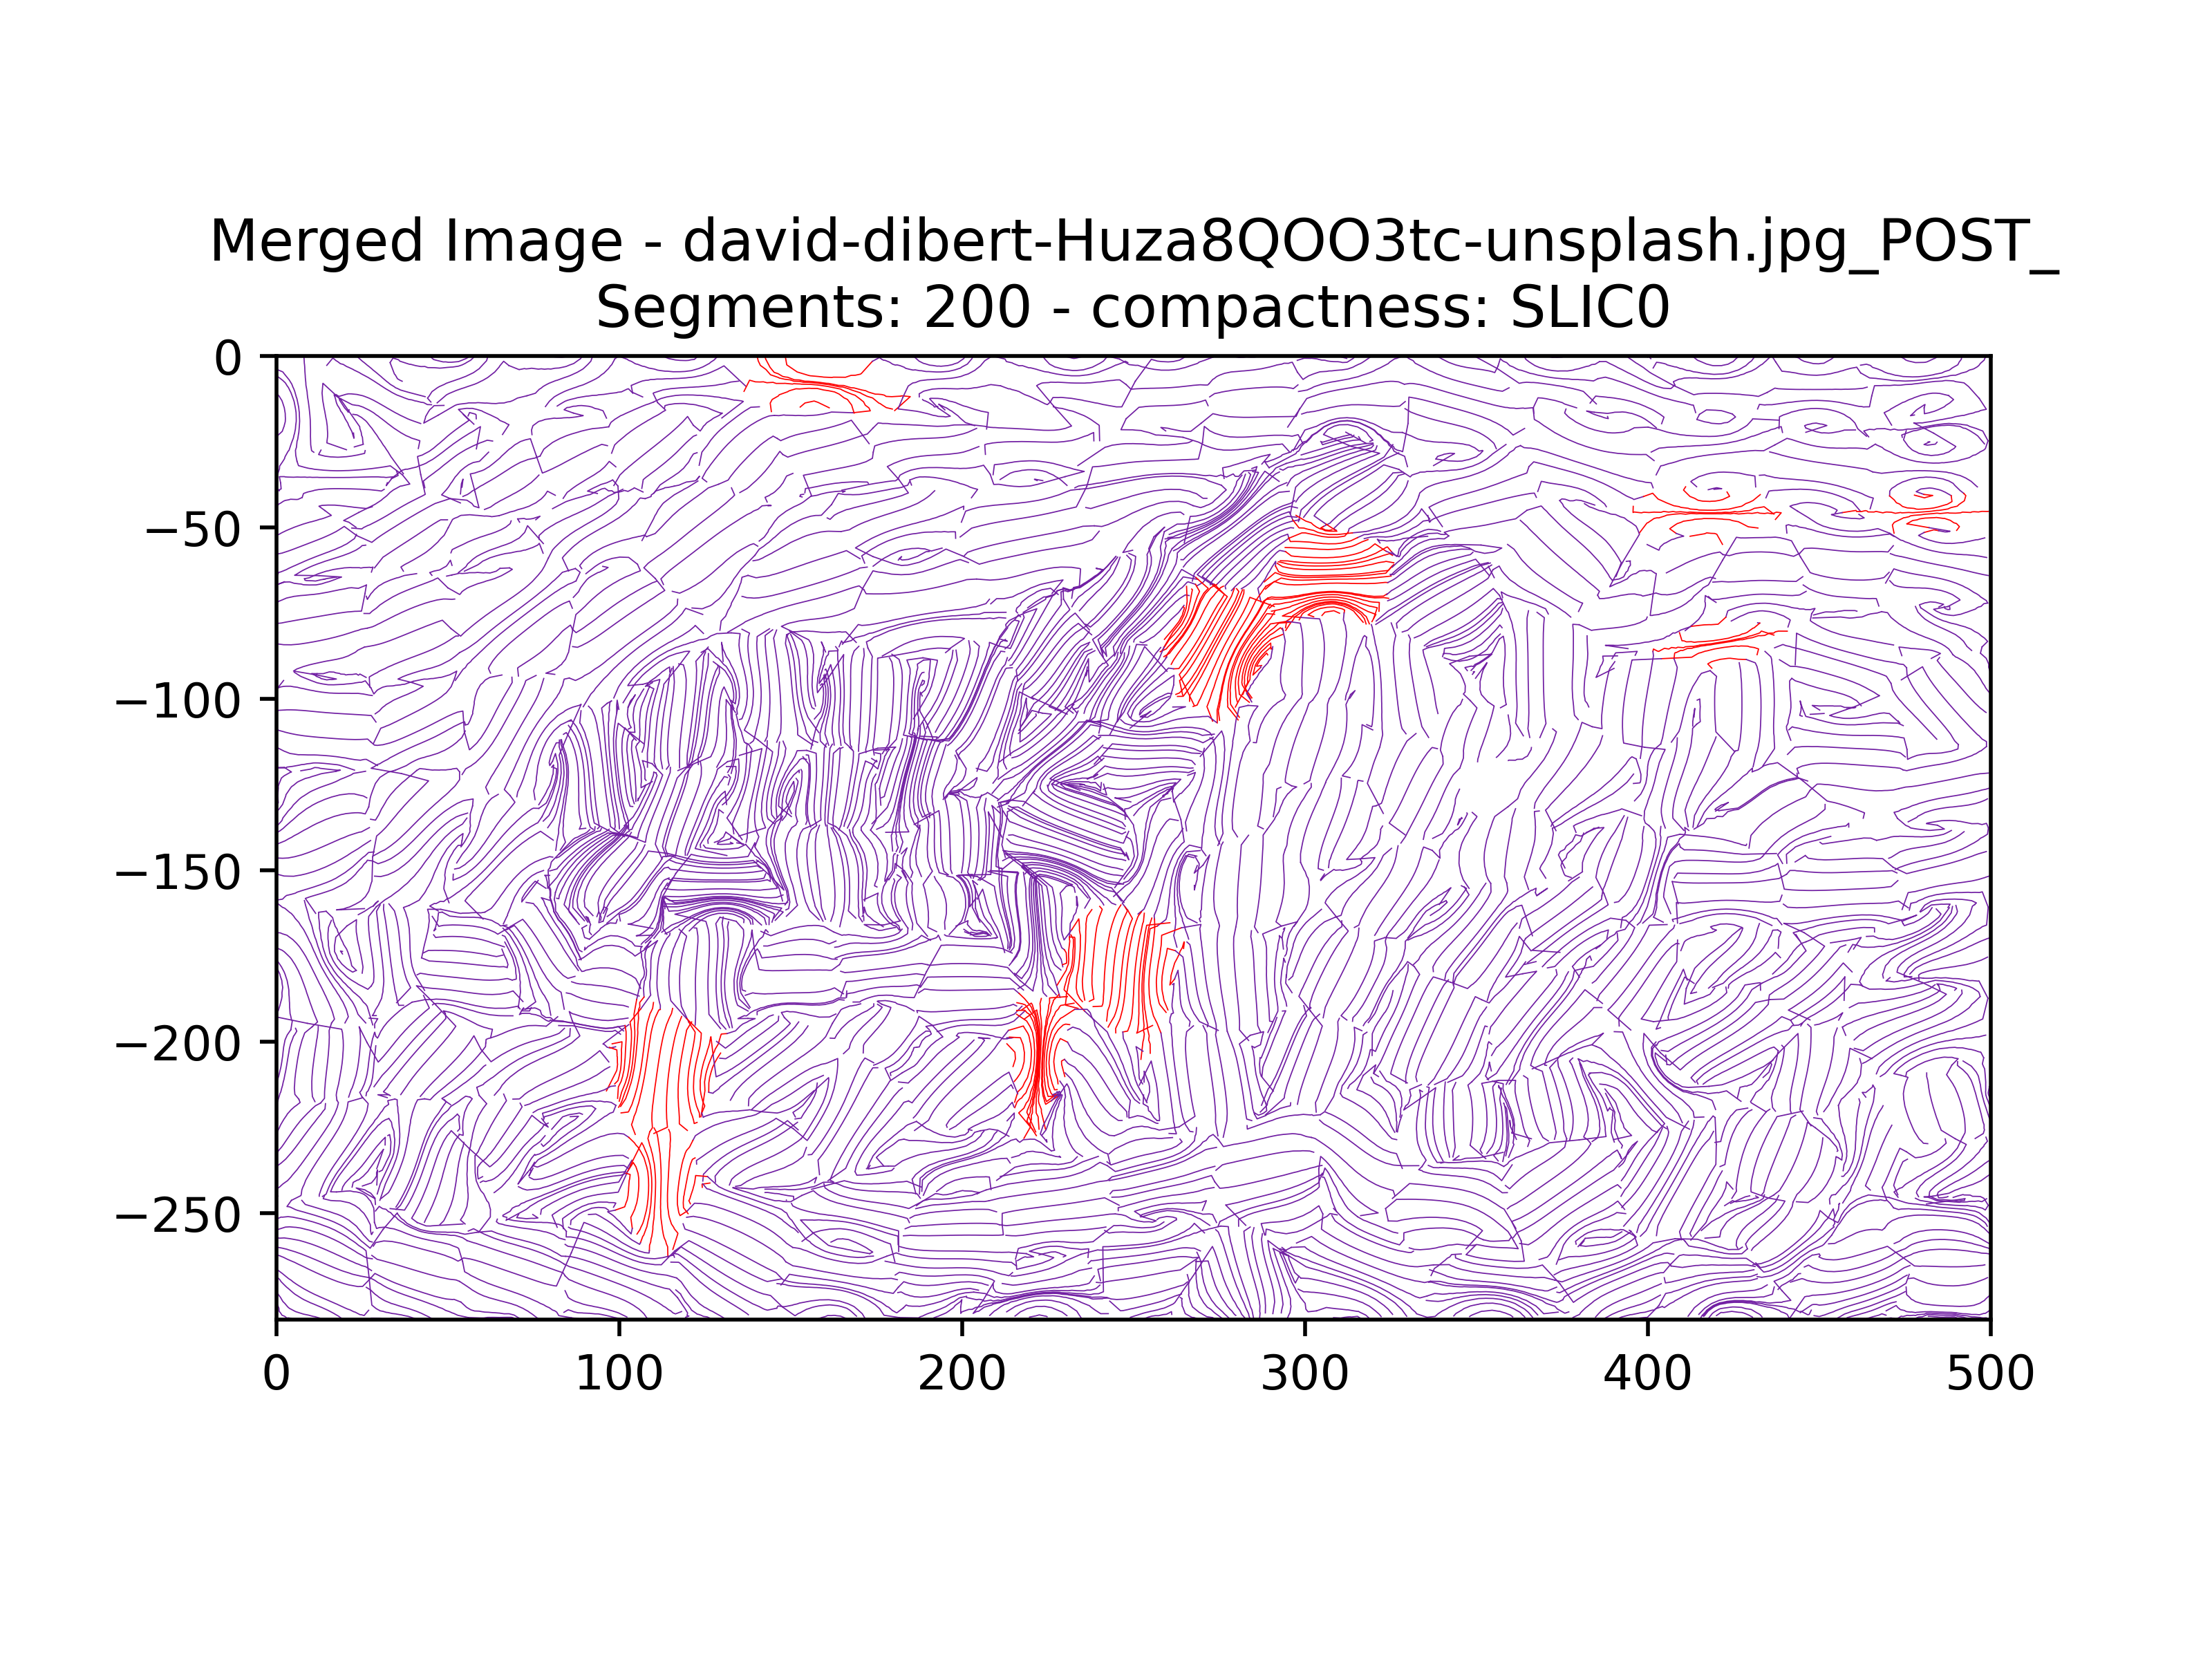 Merged Image - david-dibert-Huza8QOO3tc-unsplash.jpg_POST_
Segments: 200 - compactness: SLIC0
0
−50
−100
−150
−200
−250
0 100 200 300 400 500